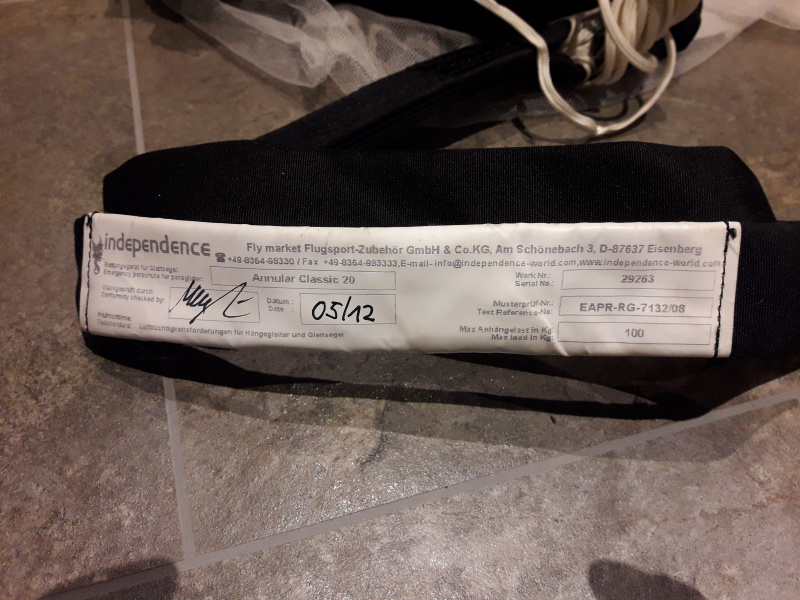 independence
Fly market Flugsport-Zubehör GmbH & Co.KG, Am Schönebach 3, D-87637 Eisenberg
+49-8364-98330 / Fax +49-8364-983333,E-mail- info@independence-world.com,www.independence-world.com
Rettungsgerät für Gleitsegel:
Emergency parachute for paraglider:
Annular Classic 20
Werk Nr.:
Serial No.:
29263
Stückgeprüft durch:
Conformity checked by:
Datum :
Date :
05/12
Musterprüf-Nr.:
Test Reference-No:
EAPR-RG-7132/08
Prüfrichtlinie:
Teststandard:
Lufttüchtigkeitsforderungen für Hängegleiter und Gleitsegel
Max Anhängelast in Kg:
Max load in Kg:
100